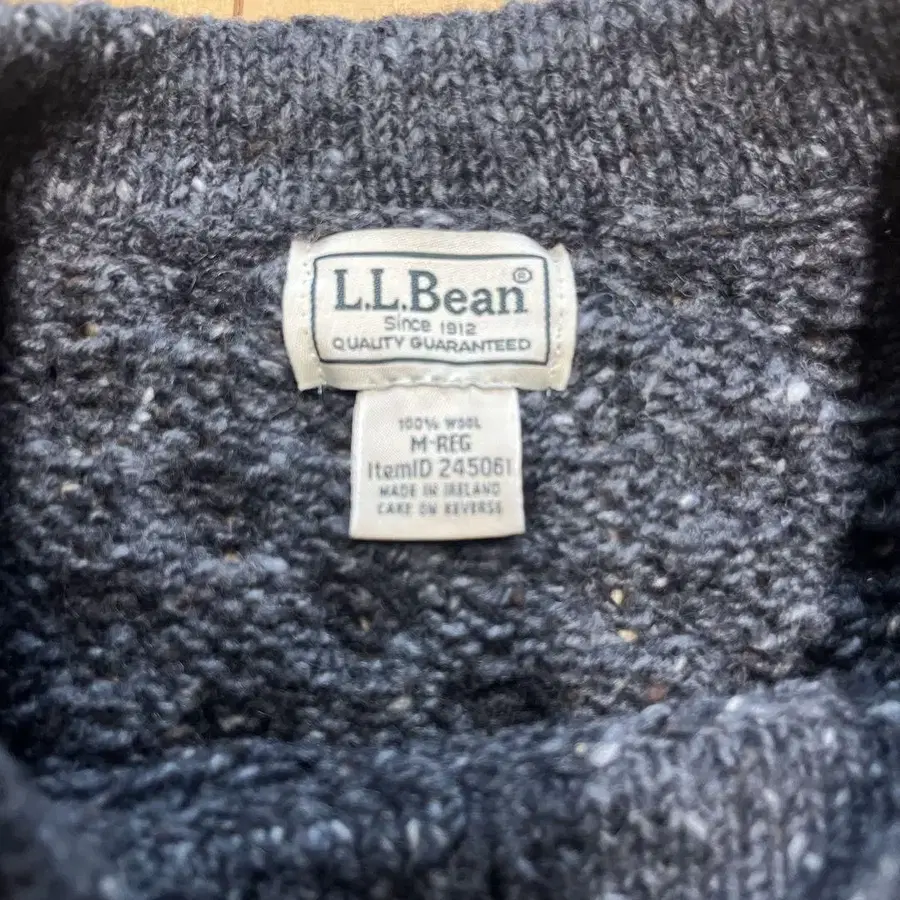 L.L.Bean®
Since 1912
QUALITY GUARANTEED
100% WOOL
M-REG
ItemID 245061
MADE IN IRELAND
CARE ON REVERSE